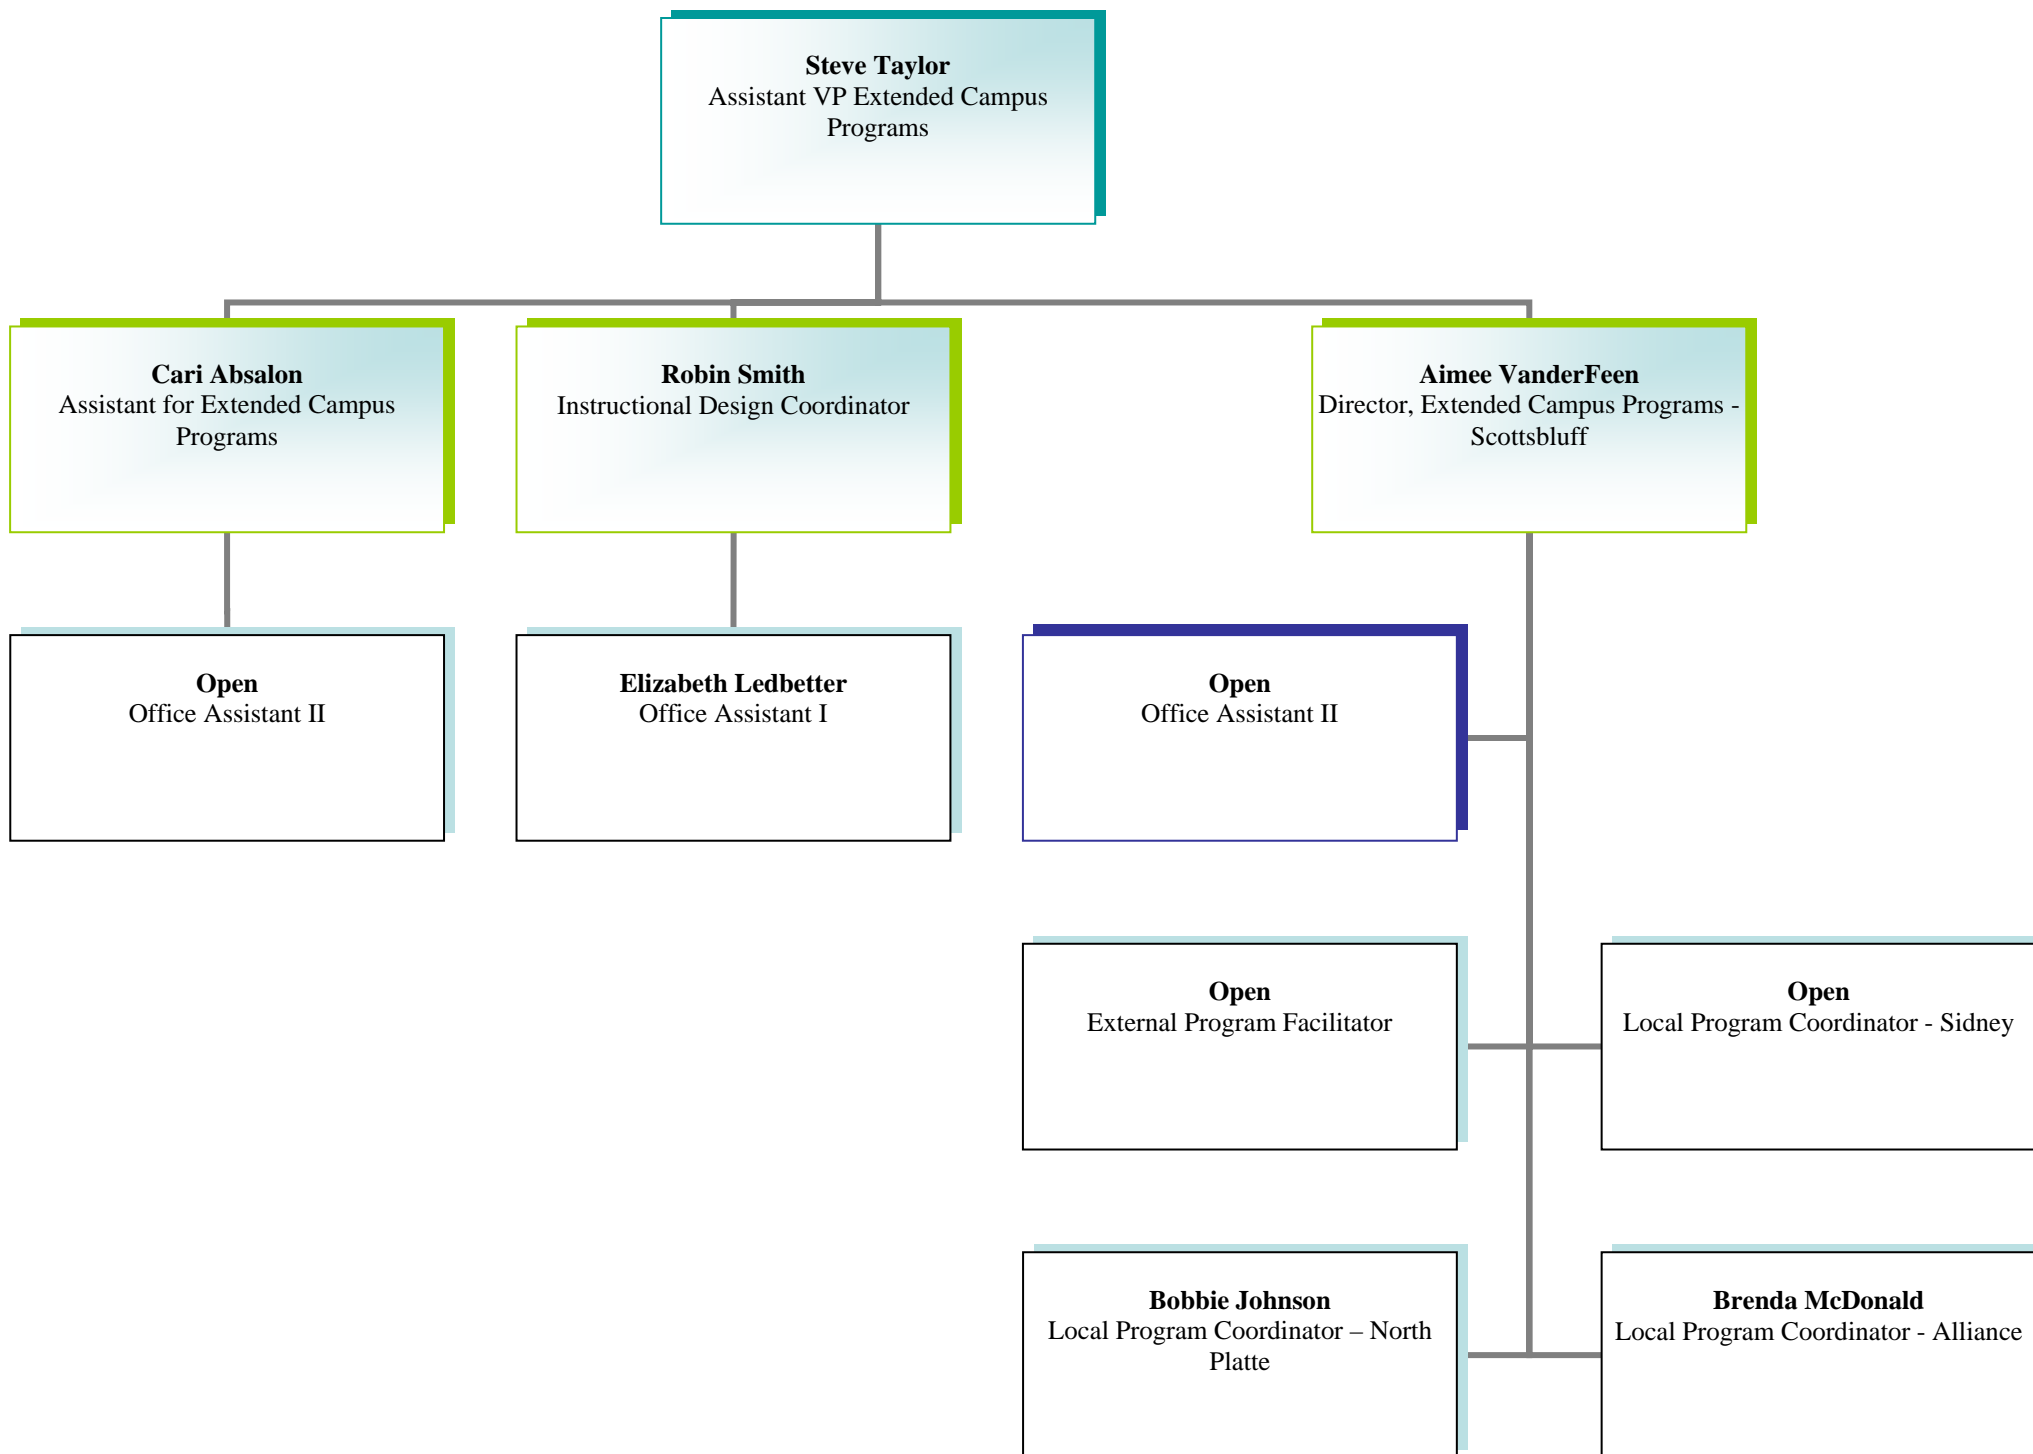 Steve Taylor
Assistant VP Extended Campus
Programs
Cari Absalon
Assistant for Extended Campus
Programs
Robin Smith
Instructional Design Coordinator
Aimee VanderFeen
Director, Extended Campus Programs -
Scottsbluff
Open
Office Assistant II
Elizabeth Ledbetter
Office Assistant I
Open
Office Assistant II
Open
External Program Facilitator
Open
Local Program Coordinator - Sidney
Bobbie Johnson
Local Program Coordinator – North
Platte
Brenda McDonald
Local Program Coordinator - Alliance